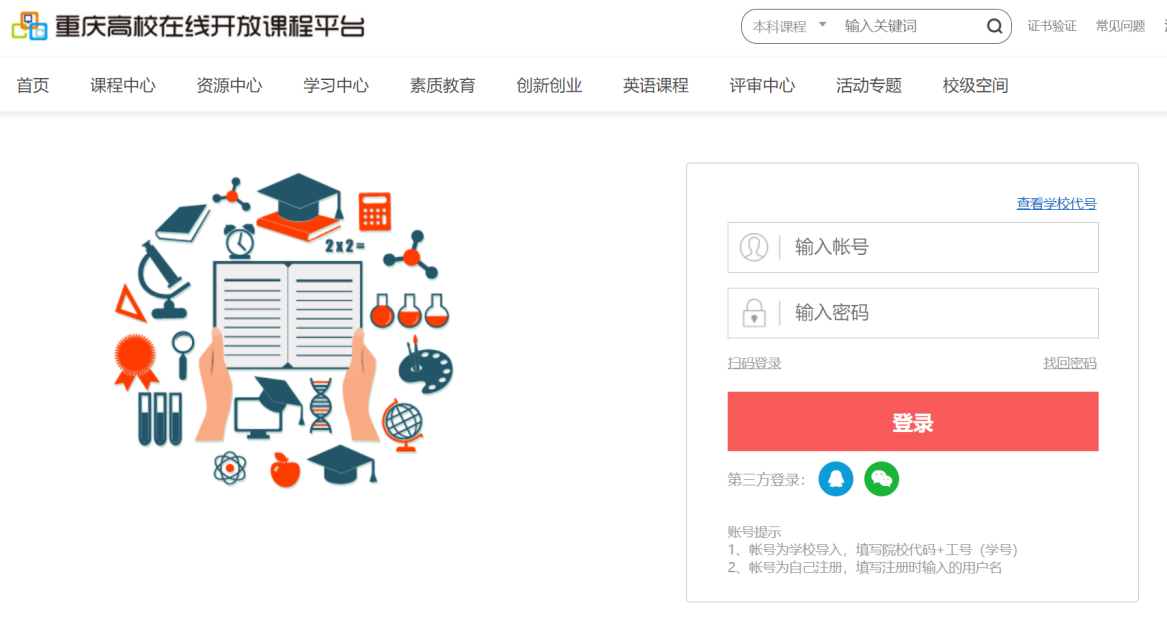 重庆高校在线开放课程平台
本科课程 输入关键词 证书验证 常见问题
首页 课程中心 资源中心 学习中心 素质教育 创新创业 英语课程 评审中心 活动专题 校级空间
2x2=
查看学校代号
输入帐号
输入密码
扫码登录 找回密码
登录
第三方登录：
账号提示
1、帐号为学校导入，填写院校代码+工号（学号）
2、帐号为自己注册，填写注册时输入的用户名